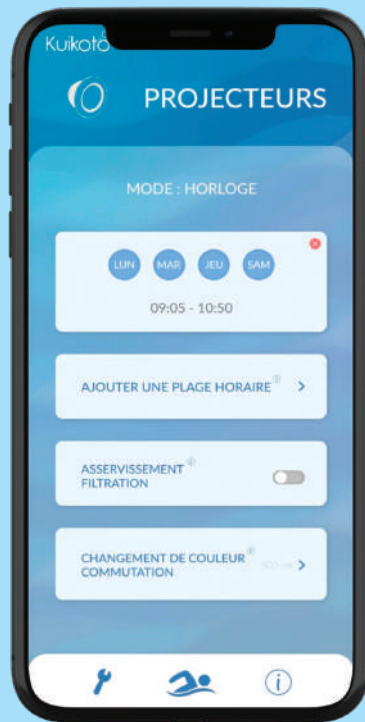 Kuikoto
PROJECTEURS
MODE : HORLOGE
LUN MAR JEU SAM
09:05 - 10:50
AJOUTER UNE PLAGE HORAIRE
ASSERVISSEMENT
FILTRATION
CHANGEMENT DE COULEUR
COMMUTATION